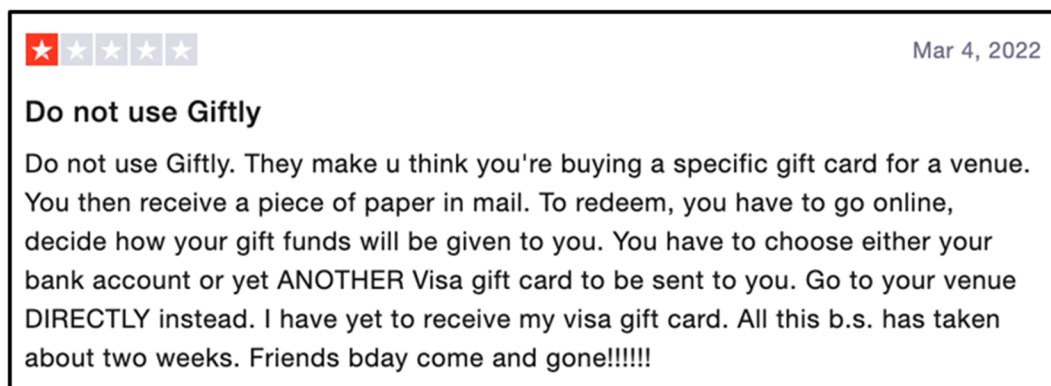 Mar 4, 2022
Do not use Giftly
Do not use Giftly. They make u think you're buying a specific gift card for a venue.
You then receive a piece of paper in mail. To redeem, you have to go online,
decide how your gift funds will be given to you. You have to choose either your
bank account or yet ANOTHER Visa gift card to be sent to you. Go to your venue
DIRECTLY instead. I have yet to receive my visa gift card. All this b.s. has taken
about two weeks. Friends bday come and gone!!!!!!